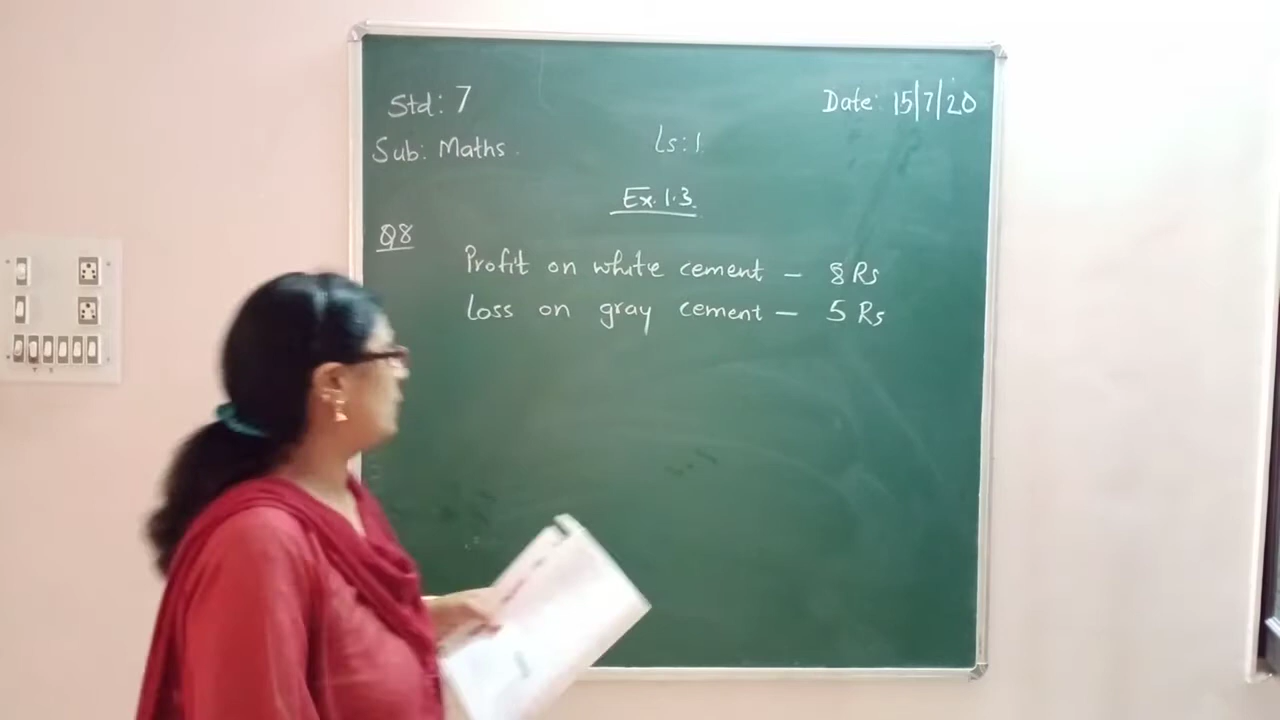 Std: 7
Date: 15/7/20
Sub: Maths.
Ls: 1.
Ex. 1.3.
Q8
Profit on white cement – 8 Rs
Loss on gray cement – 5 Rs